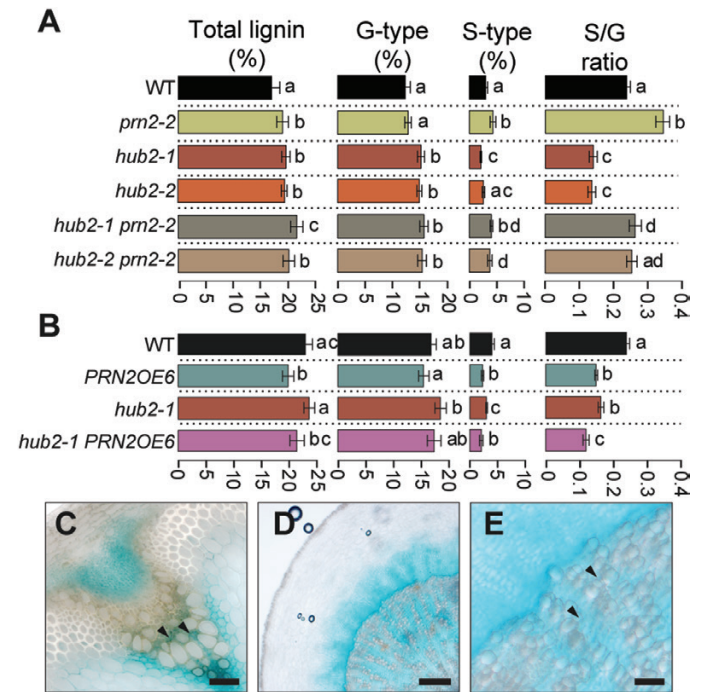 A
Total lignin (%)
G-type (%)
S-type (%)
S/G ratio
WT a a a a
prn2-2 b a b b
hub2-1 b b c c
hub2-2 b b ac c
hub2-1 prn2-2 c b bd d
hub2-2 prn2-2 b b d ad
0 5 10 15 20 25 0 5 10 15 20 0 5 10 0 0.1 0.2 0.3 0.4
B
WT ac ab a a
PRN2OE6 b a b b
hub2-1 a b c b
hub2-1 PRN2OE6 bc ab b c
0 5 10 15 20 25 0 5 10 15 20 0 5 10 0 0.1 0.2 0.3 0.4
C D E